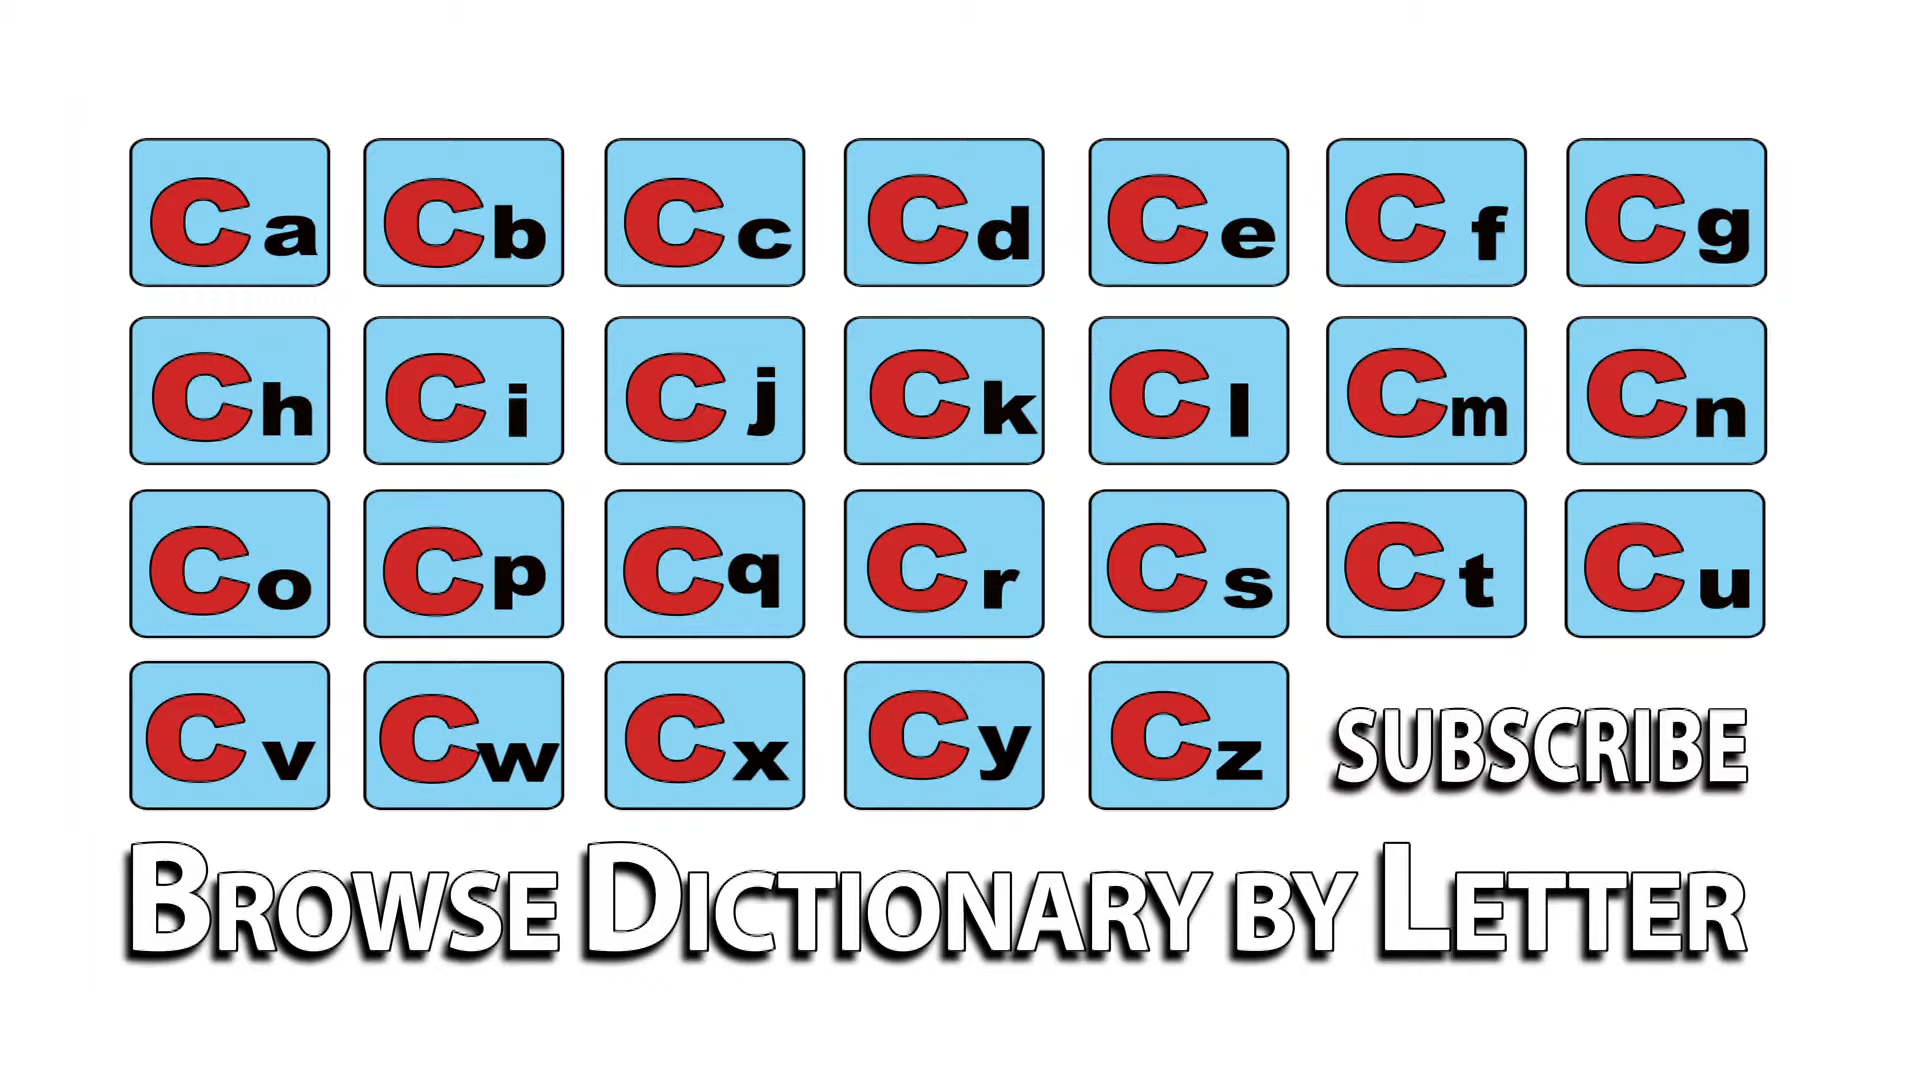 Ca Cb Cc Cd Ce Cf Cg
Ch Ci Cj Ck Cl Cm Cn
Co Cp Cq Cr Cs Ct Cu
Cv Cw Cx Cy Cz SUBSCRIBE
BROWSE DICTIONARY BY LETTER